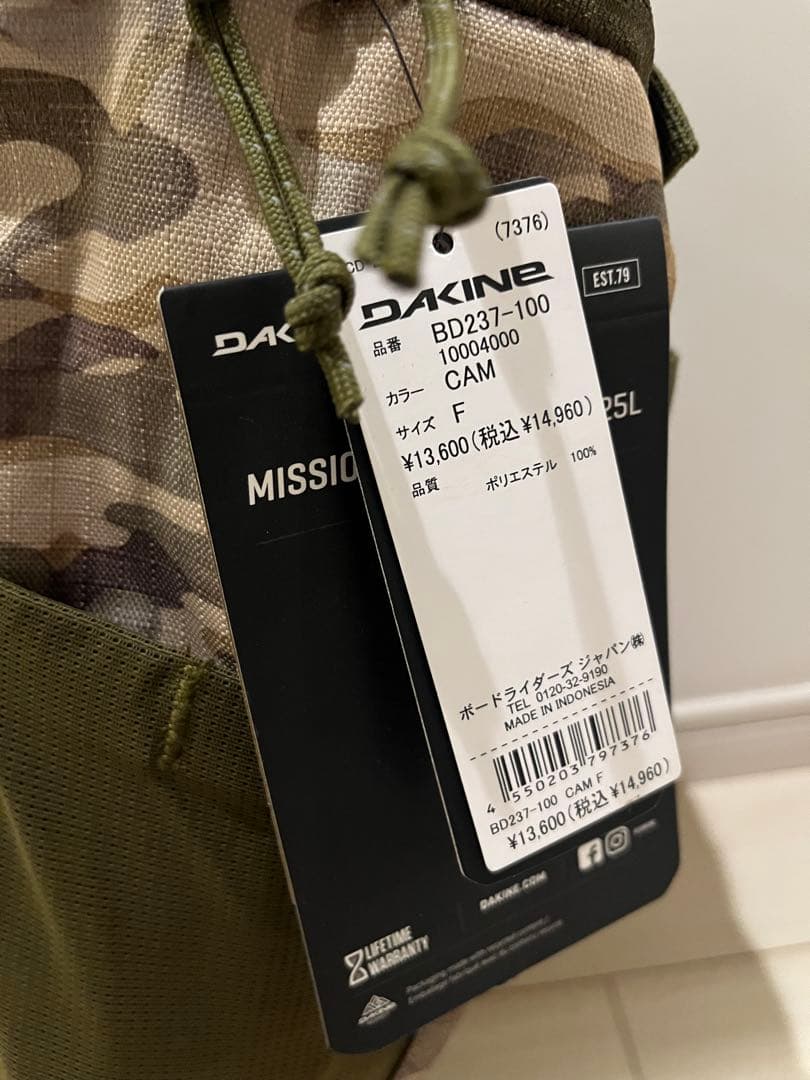 (7376)
CD
DAKINE
品番 BD237-100
10004000
カラー CAM
サイズ F
¥13,600(税込¥14,960)
品質 ポリエステル 100%
ボードライダーズ ジャパン㈱
TEL 0120-32-9190
MADE IN INDONESIA
4 550203 797376
BD237-100 CAM F
¥13,600(税込¥14,960)
DAK
EST.79
MISSIO
25L
DAKINE.COM
LIFETIME
WARRANTY
DAKINE